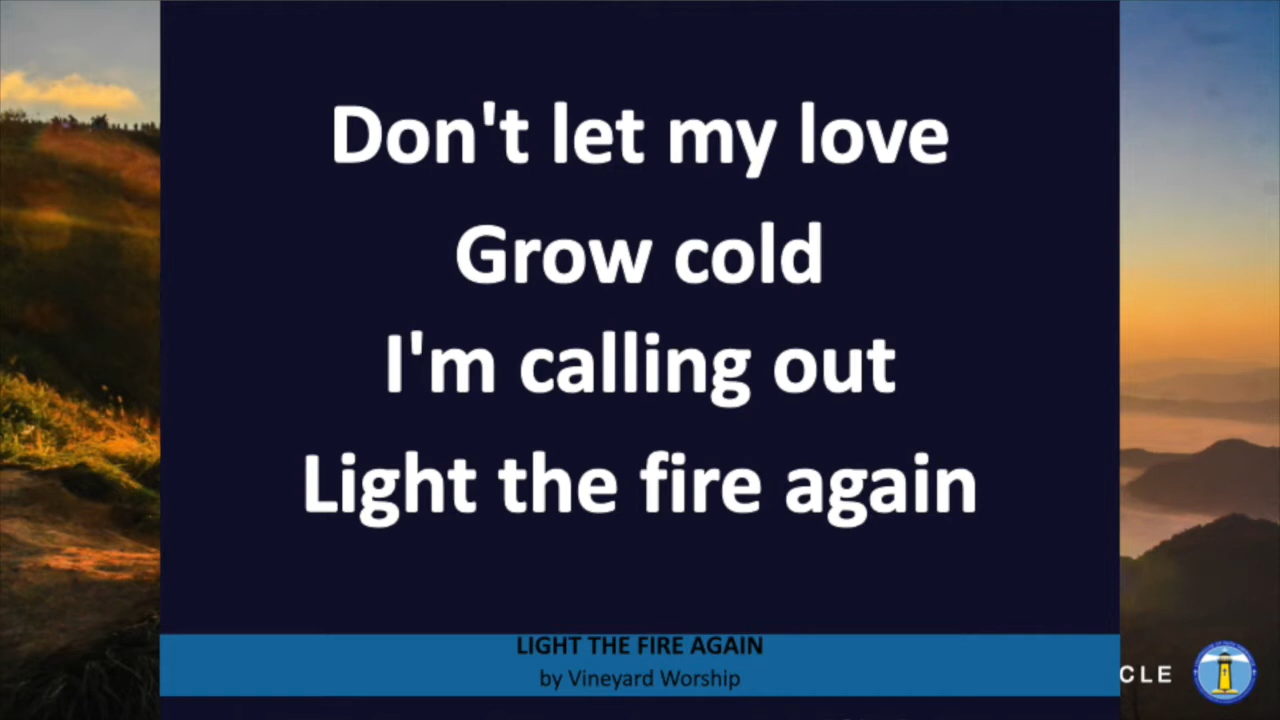 Don't let my love
Grow cold
I'm calling out
Light the fire again
LIGHT THE FIRE AGAIN
by Vineyard Worship
CLE